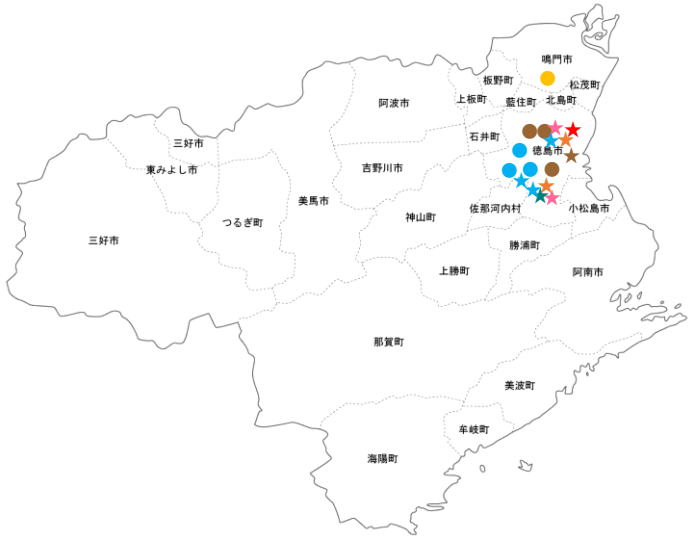 鳴門市
板野町
松茂町
上板町
藍住町
北島町
阿波市
石井町
徳島市
三好市
東みよし市
吉野川市
美馬市
つるぎ町
神山町
佐那河内村
小松島市
三好市
勝浦町
上勝町
阿南市
那賀町
美波町
牟岐町
海陽町